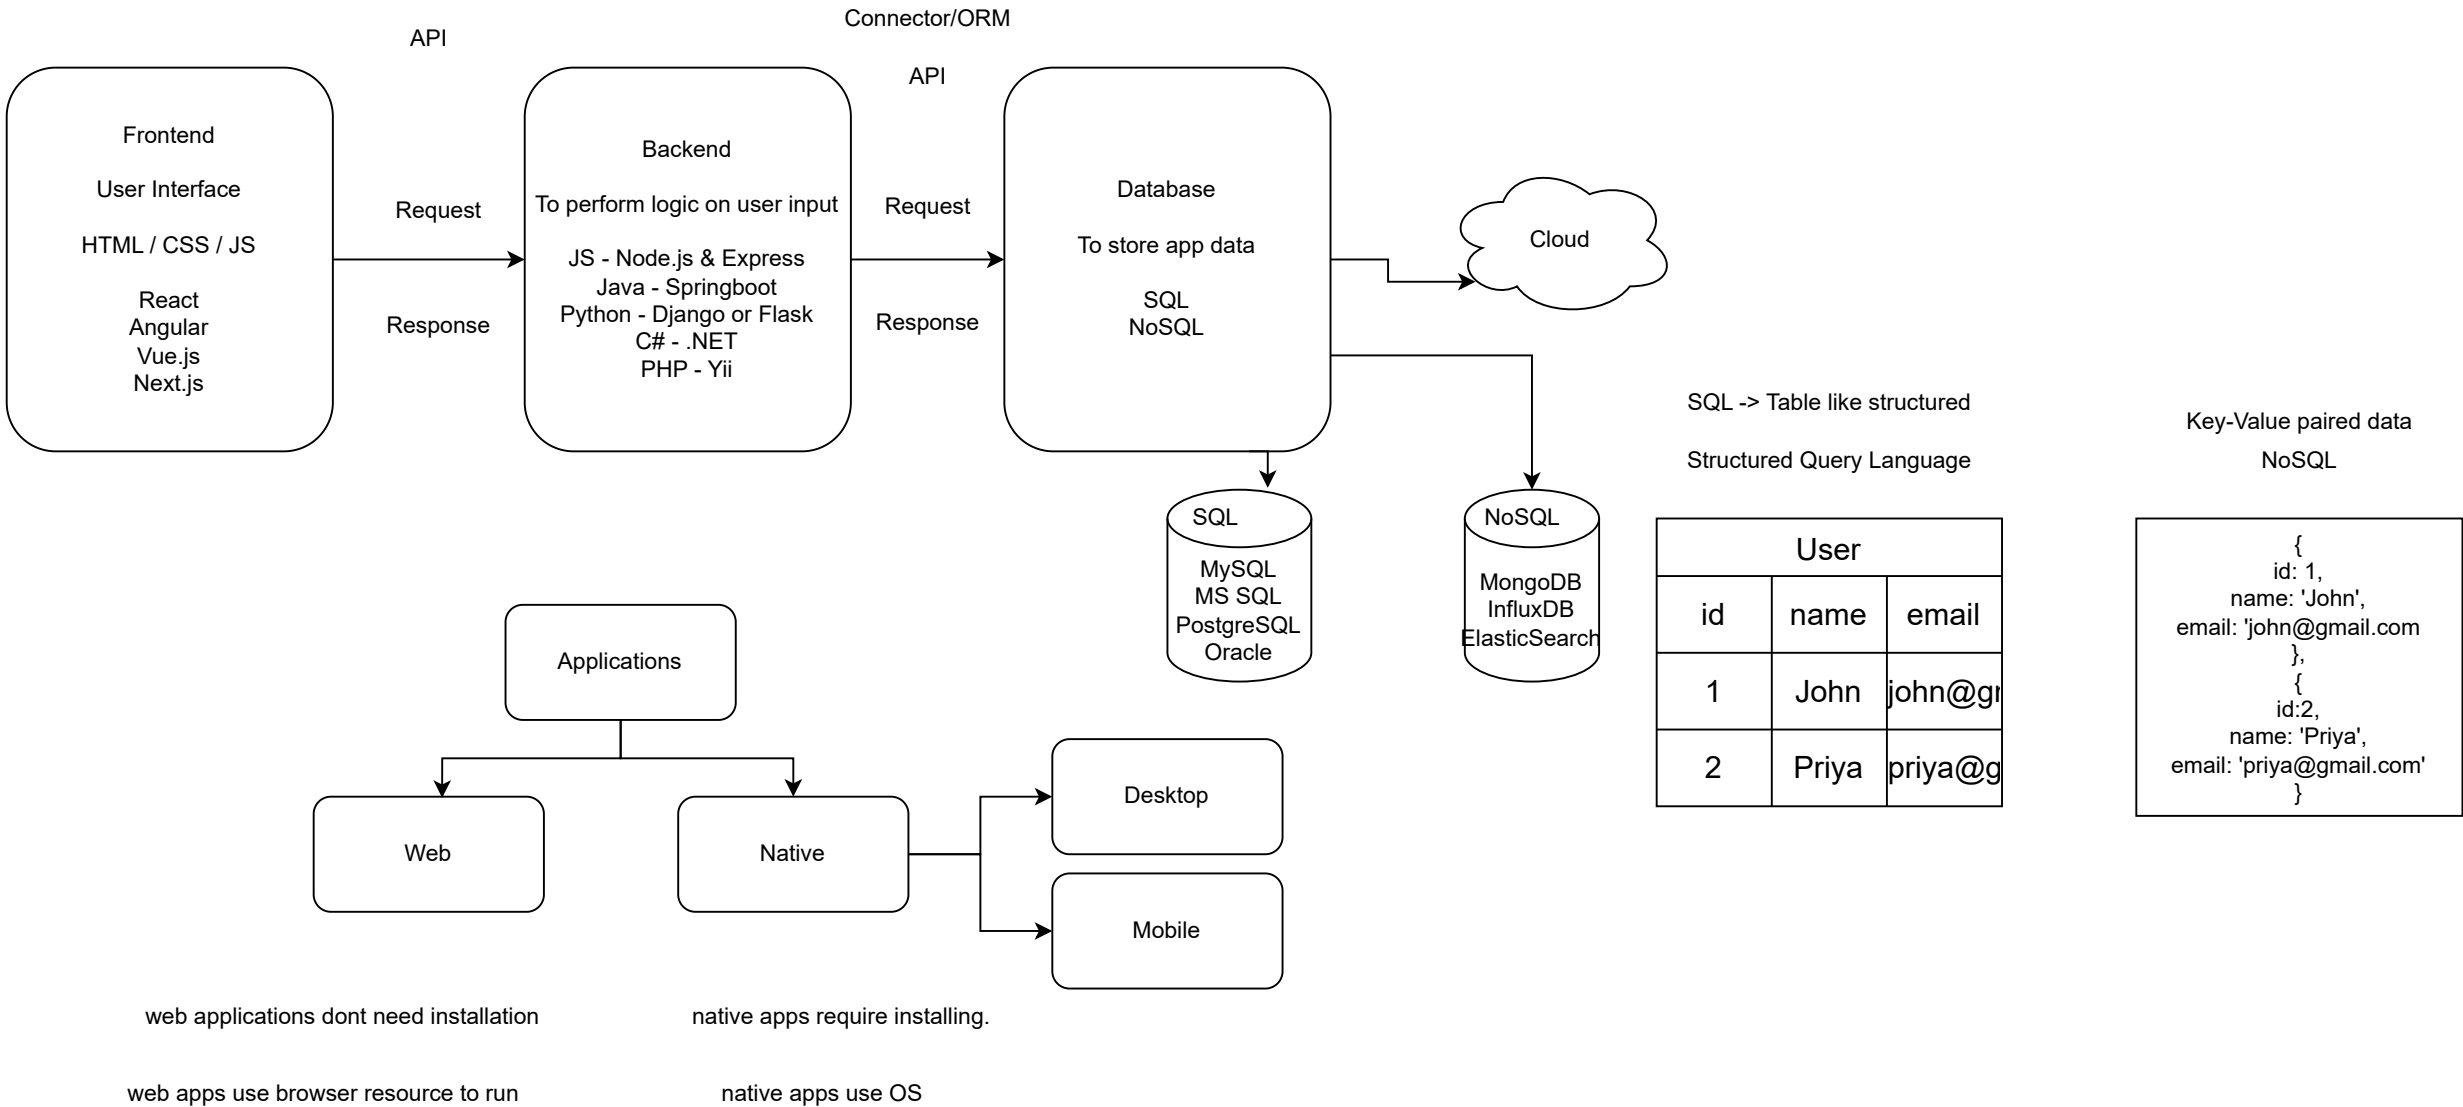 Connector/ORM
API
API
Frontend
User Interface
HTML / CSS / JS
React
Angular
Vue.js
Next.js
Request
Response
Backend
To perform logic on user input
JS - Node.js & Express
Java - Springboot
Python - Django or Flask
C# - .NET
PHP - Yii
Request
Response
Database
To store app data
SQL
NoSQL
Cloud
SQL
MySQL
MS SQL
PostgreSQL
Oracle
NoSQL
MongoDB
InfluxDB
ElasticSearch
SQL -> Table like structured
Structured Query Language
User
id name email
1 John john@gr
2 Priya priya@g
Key-Value paired data
NoSQL
{
id: 1,
name: 'John',
email: 'john@gmail.com
},
{
id:2,
name: 'Priya',
email: 'priya@gmail.com'
}
Applications
Web
Native
Desktop
Mobile
web applications dont need installation
native apps require installing.
web apps use browser resource to run
native apps use OS